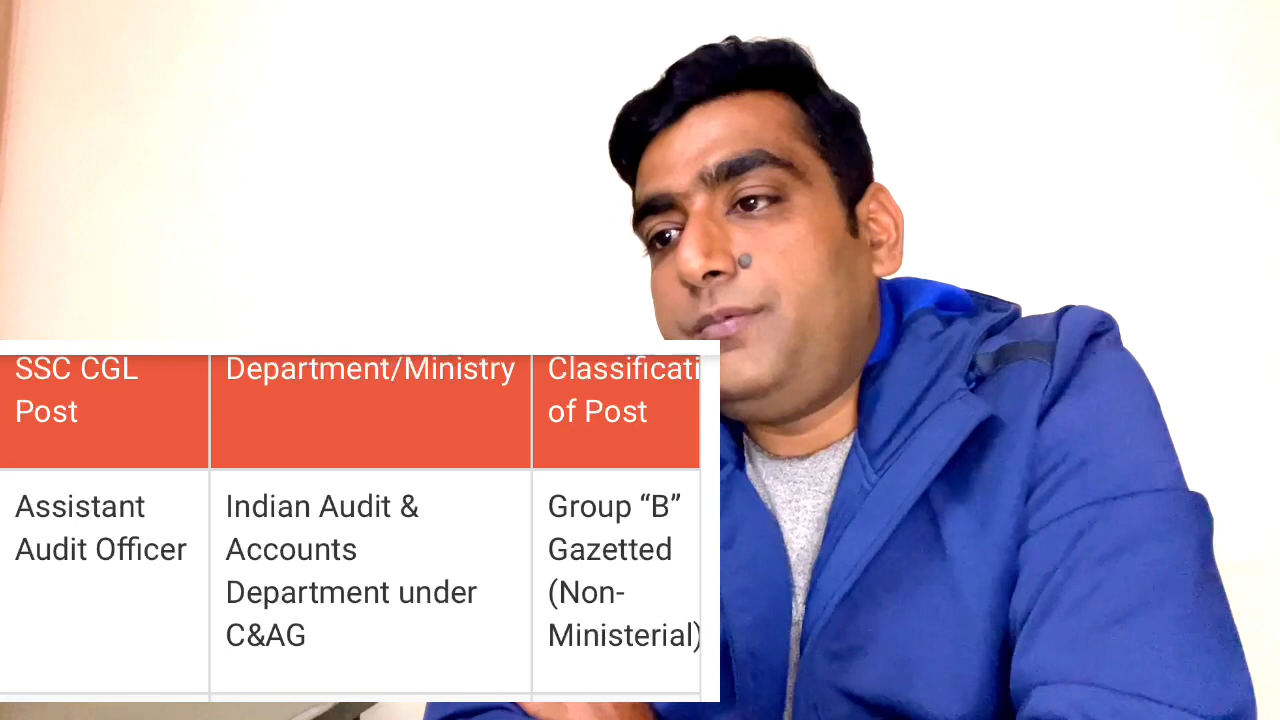 SSC CGL Post
Department/Ministry
Classificati of Post
Assistant Audit Officer
Indian Audit & Accounts Department under C&AG
Group “B” Gazetted (Non-Ministerial)